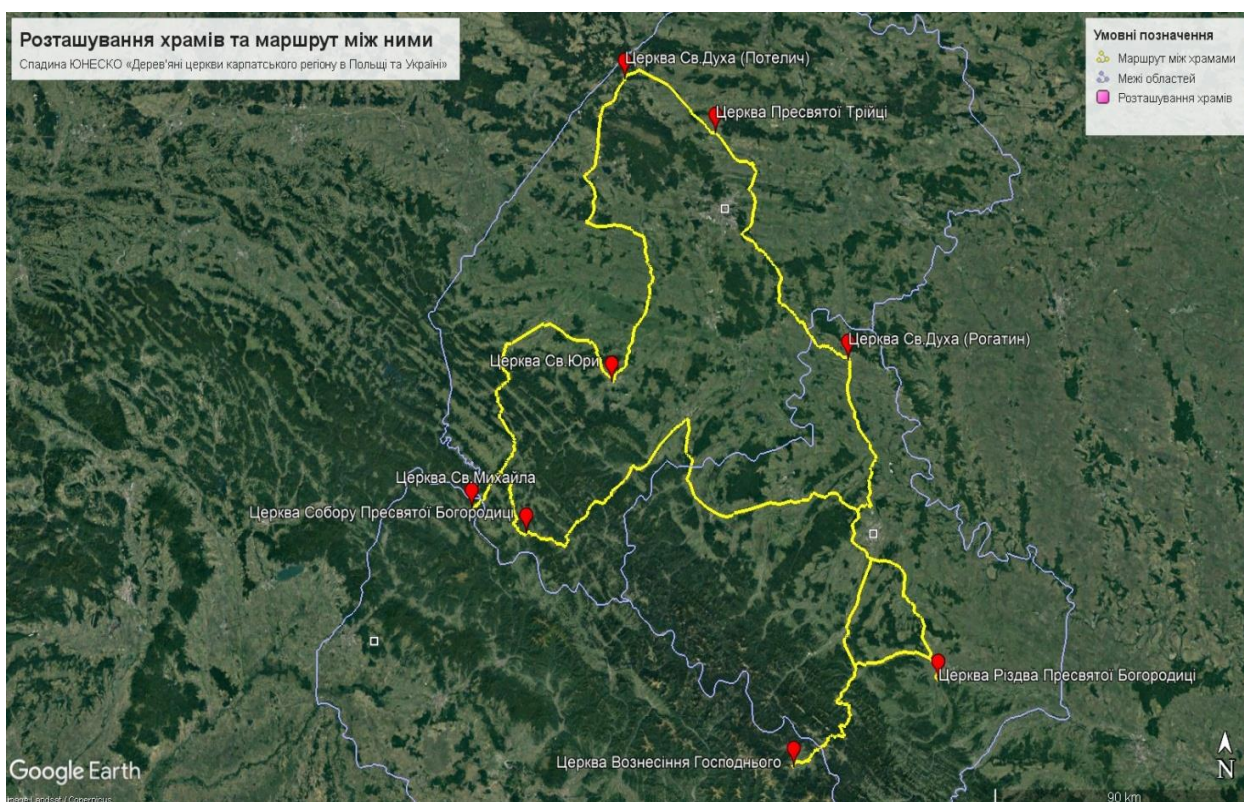 Розташування храмів та маршрут між ними
Спадина ЮНЕСКО «Дерев'яні церкви карпатського регіону в Польщі та Україні»
Умовні позначення
Маршрут між храмами
Межі областей
Розташування храмів
Церква Св.Духа (Потелич)
Церква Пресвятої Трійці
Церква Св.Духа (Рогатин)
Церква Св.Юри
Церква Св.Михайла
Церква Собору Пресвятої Богородиці
Церква Різдва Пресвятої Богородиці
Церква Вознесіння Господнього
Google Earth
Image Landsat / Copernicus
N
90 km